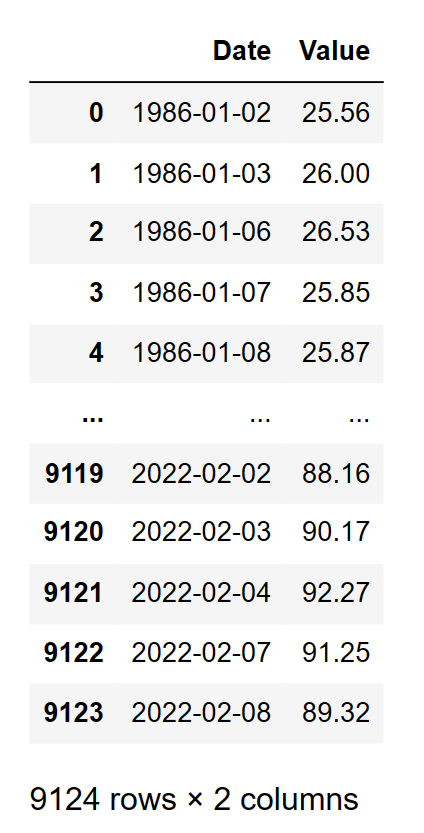 Date Value
0 1986-01-02 25.56
1 1986-01-03 26.00
2 1986-01-06 26.53
3 1986-01-07 25.85
4 1986-01-08 25.87
... ... ...
9119 2022-02-02 88.16
9120 2022-02-03 90.17
9121 2022-02-04 92.27
9122 2022-02-07 91.25
9123 2022-02-08 89.32
9124 rows × 2 columns